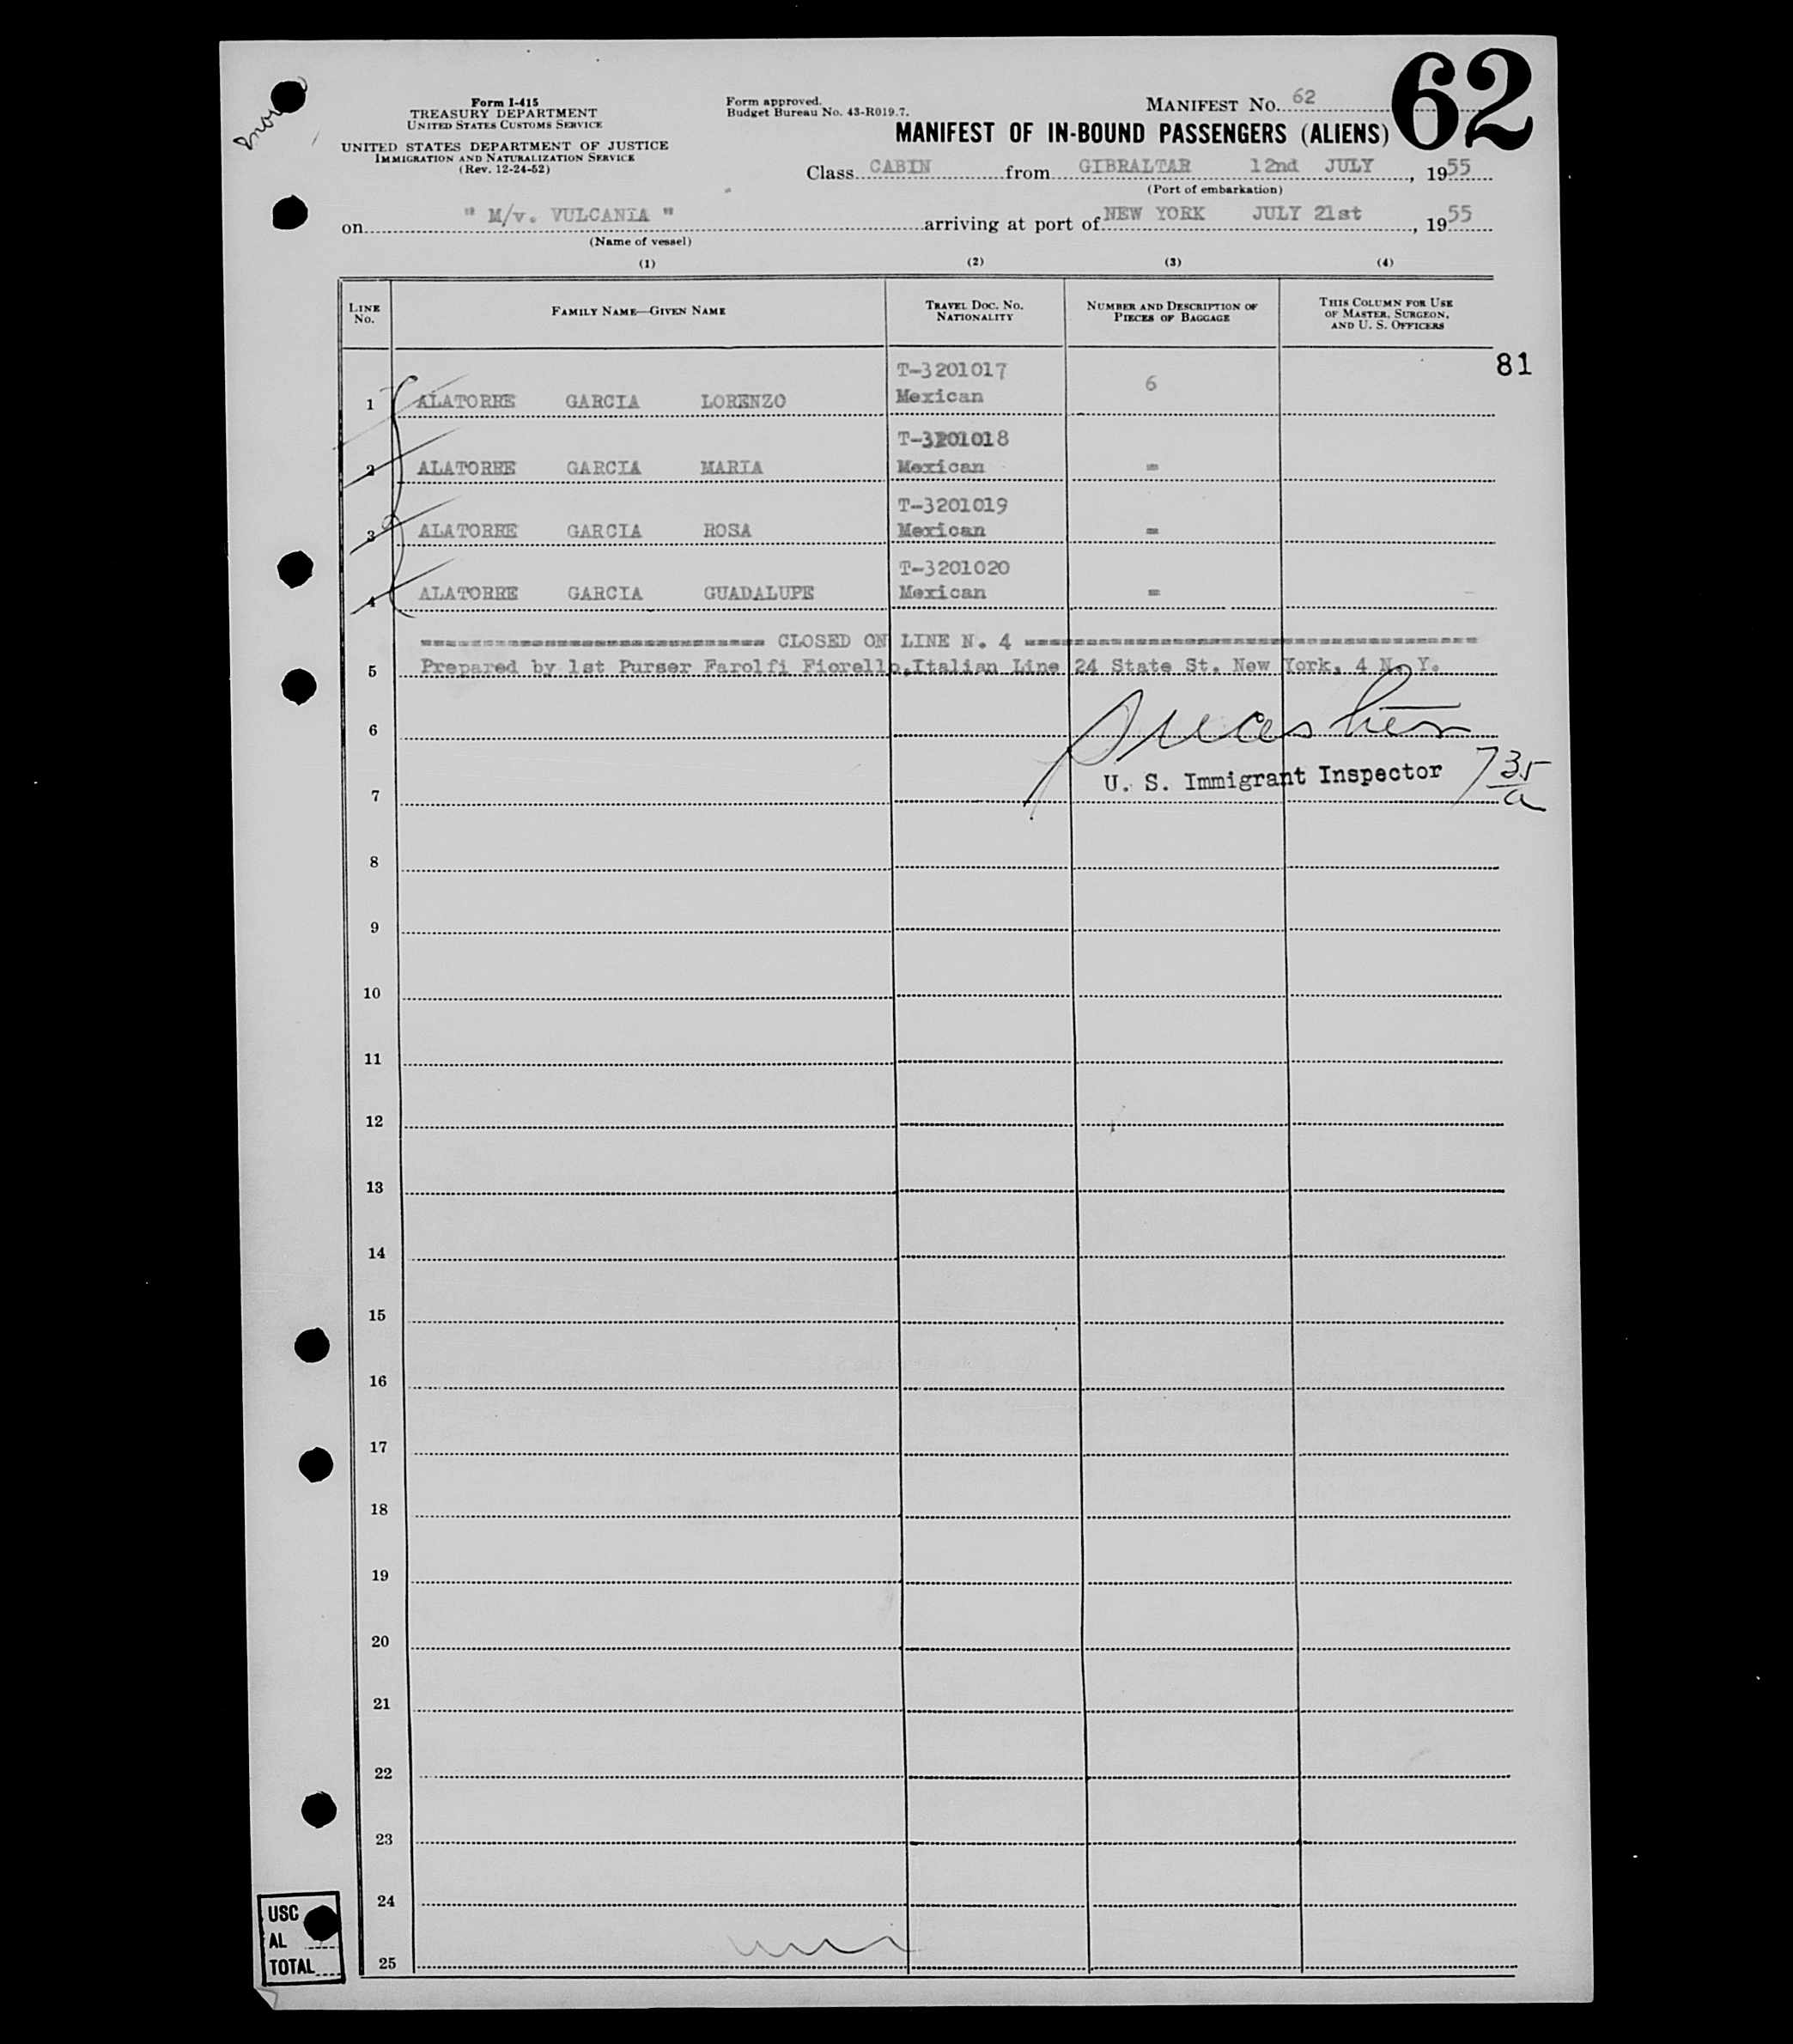 62
Form I-415
TREASURY DEPARTMENT
UNITED STATES CUSTOMS SERVICE
UNITED STATES DEPARTMENT OF JUSTICE
IMMIGRATION AND NATURALIZATION SERVICE
(Rev. 12-24-52)
Form approved.
Budget Bureau No. 43-R019.7.
MANIFEST NO. 62
MANIFEST OF IN-BOUND PASSENGERS (ALIENS)
Class CABIN from GIBRALTAR 12nd JULY, 1955
(Port of embarkation)
on " M/v. VULCANIA " arriving at port of NEW YORK JULY 21st, 1955
(Name of vessel)
(1) (2) (3) (4)
LINE NO. FAMILY NAME—GIVEN NAME TRAVEL DOC. NO. NATIONALITY NUMBER AND DESCRIPTION OF PIECES OF BAGGAGE THIS COLUMN FOR USE OF MASTER, SURGEON, AND U. S. OFFICERS
81
T-3201017
1 ALATORRE GARCIA LORENZO Mexican 6
T-3201018
2 ALATORRE GARCIA MARIA Mexican =
T-3201019
3 ALATORRE GARCIA ROSA Mexican =
T-3201020
4 ALATORRE GARCIA GUADALUPE Mexican =
CLOSED ON LINE N. 4
5 Prepared by 1st Purser Farolfi Fiorello, Italian Line 24 State St. New York, 4 N. Y.
6
U. S. Immigrant Inspector 735/a
7
8
9
10
11
12
13
14
15
16
17
18
19
20
21
22
23
24
25
USC
AL
TOTAL